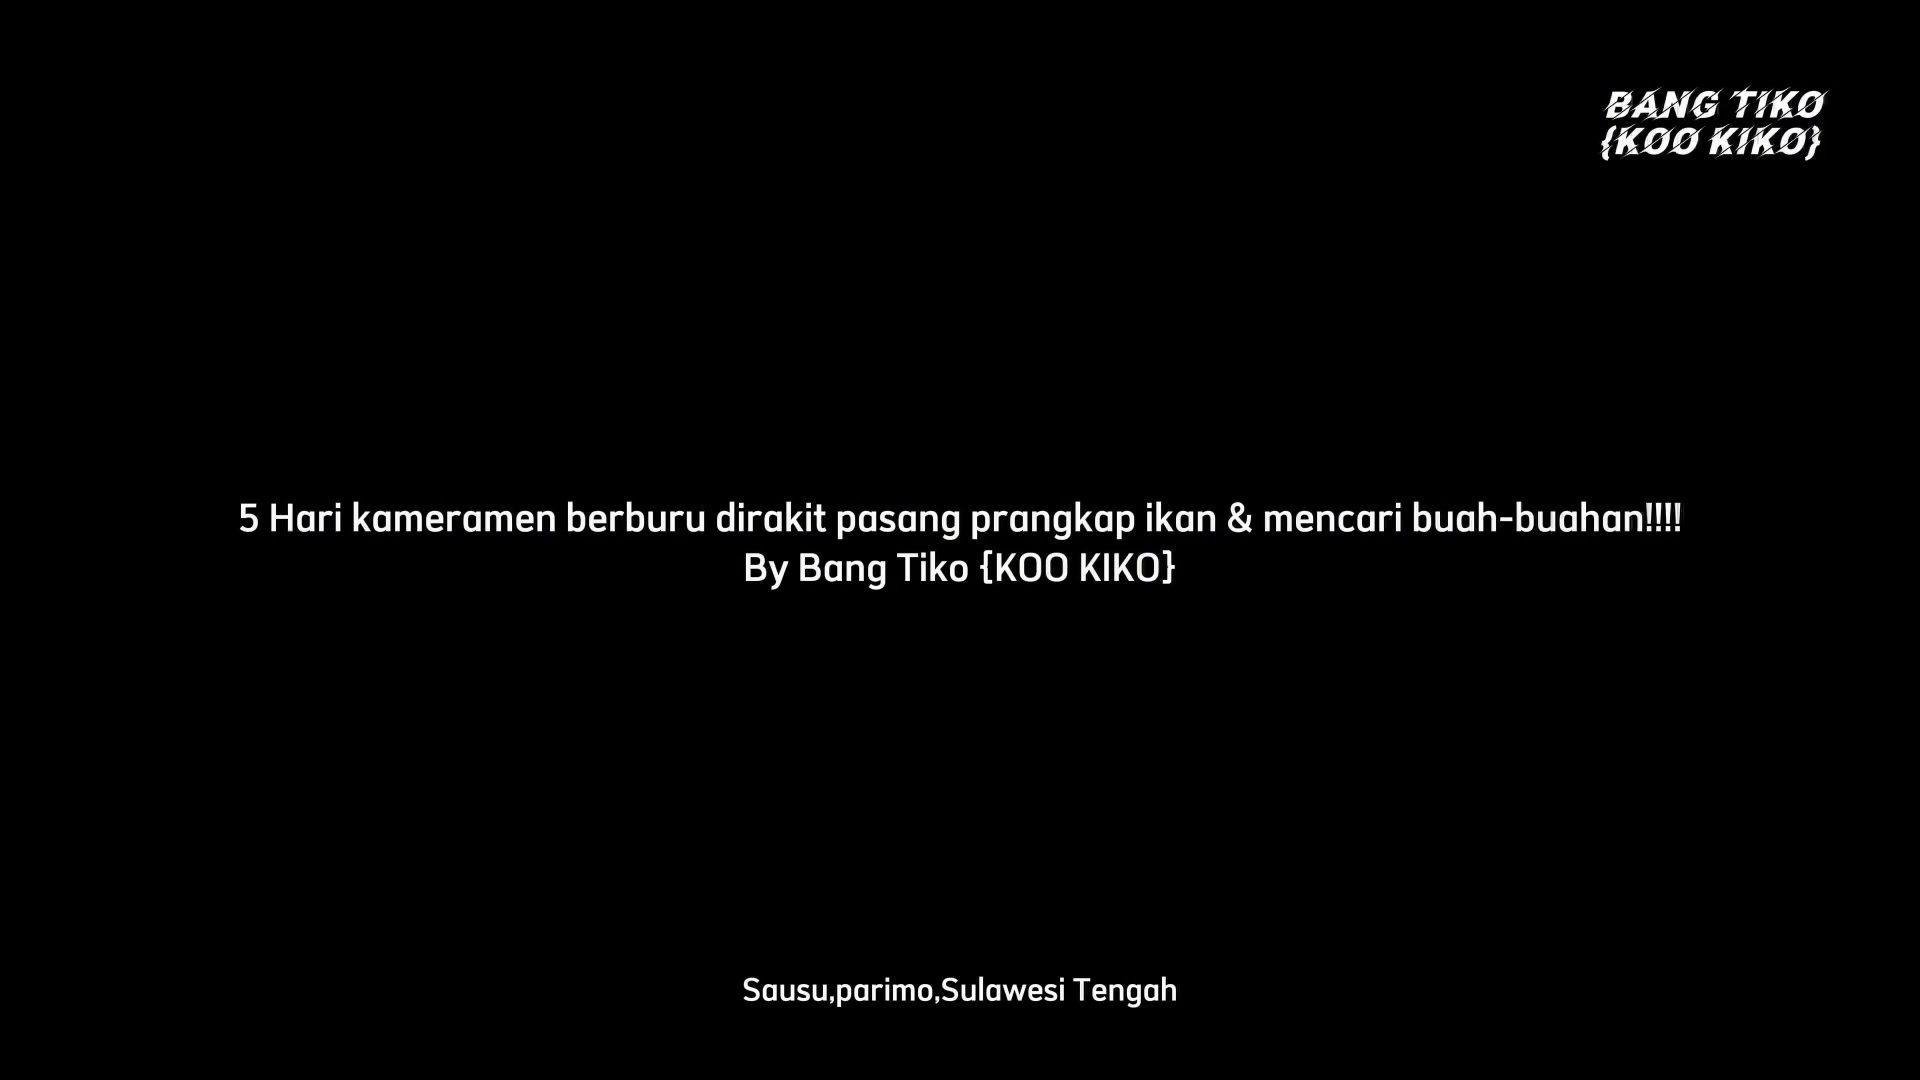 BANG TIKO
{KOO KIKO}
5 Hari kameramen berburu dirakit pasang prangkap ikan & mencari buah-buahan!!!!
By Bang Tiko {KOO KIKO}
Sausu,parimo,Sulawesi Tengah